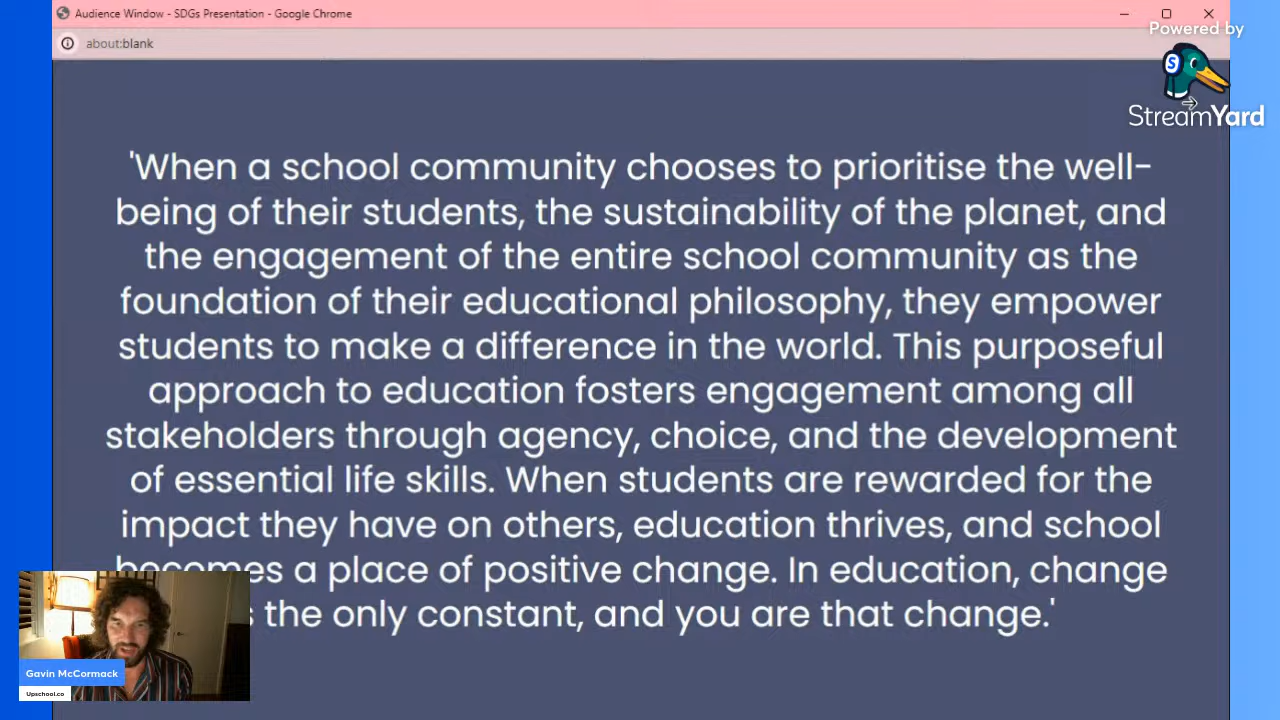 Audience Window - SDGs Presentation - Google Chrome
about:blank
Powered by
StreamYard
'When a school community chooses to prioritise the well-
being of their students, the sustainability of the planet, and
the engagement of the entire school community as the
foundation of their educational philosophy, they empower
students to make a difference in the world. This purposeful
approach to education fosters engagement among all
stakeholders through agency, choice, and the development
of essential life skills. When students are rewarded for the
impact they have on others, education thrives, and school
becomes a place of positive change. In education, change
the only constant, and you are that change.'
Gavin McCormack
Upschool.co